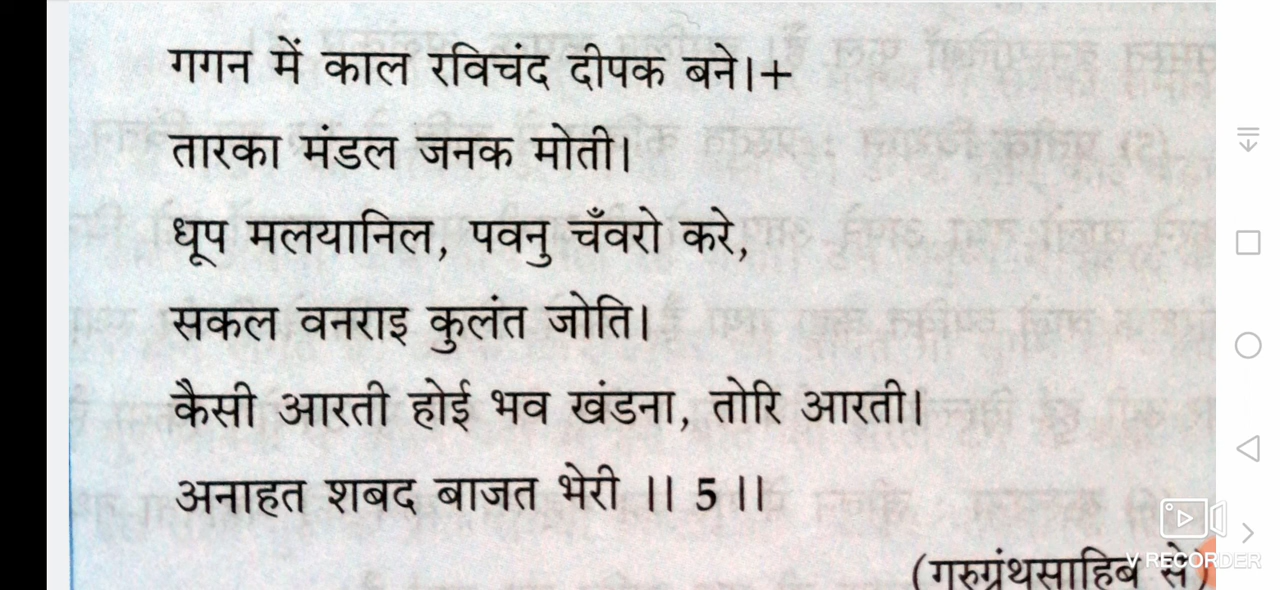 गगन में काल रविचंद दीपक बने।+
तारका मंडल जनक मोती।
धूप मलयानिल, पवनु चँवरो करे,
सकल वनराइ कुलंत जोति।
कैसी आरती होई भव खंडना, तोरि आरती।
अनाहत शबद बाजत भेरी ।। 5 ।।
(गुरुग्रंथसाहिब से)
V RECORDER